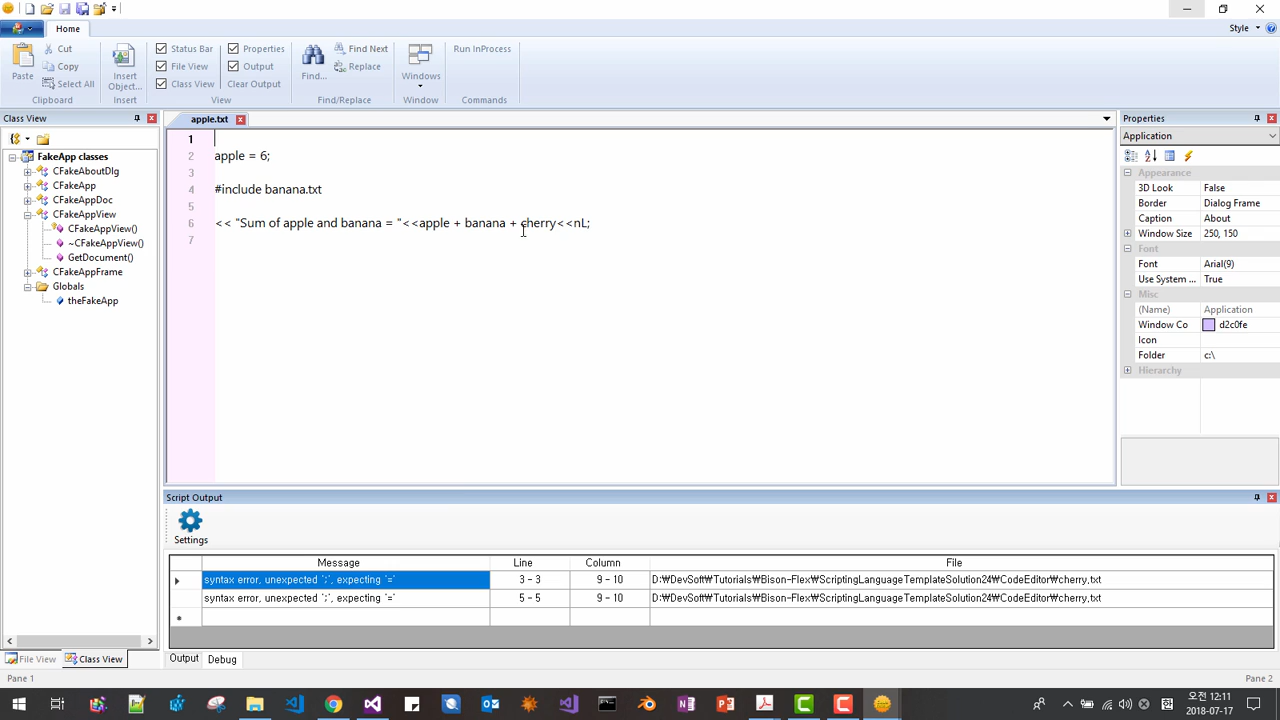 Home
Style
Paste
Cut
Copy
Select All
Clipboard
Insert
Object...
Insert
Status Bar
File View
Class View
Properties
Output
Clear Output
View
Find...
Find Next
Replace
Find/Replace
Windows
Window
Run InProcess
Commands
Class View
FakeApp classes
CFakeAboutDlg
CFakeApp
CFakeAppDoc
CFakeAppView
CFakeAppView()
~CFakeAppView()
GetDocument()
CFakeAppFrame
Globals
theFakeApp
File View
Class View
apple.txt
1
2 apple = 6;
3
4 #include banana.txt
5
6 << "Sum of apple and banana = "<<apple + banana + cherry<<nL;
7
Properties
Application
Appearance
3D Look False
Border Dialog Frame
Caption About
Window Size 250, 150
Font
Font Arial(9)
Use System ... True
Misc
(Name) Application
Window Co d2c0fe
Icon
Folder c:\
Hierarchy
Script Output
Settings
Message Line Column File
syntax error, unexpected ';', expecting '=' 3 - 3 9 - 10 D:₩DevSoft₩Tutorials₩Bison-Flex₩ScriptingLanguageTemplateSolution24₩CodeEditor₩cherry.txt
syntax error, unexpected ';', expecting '=' 5 - 5 9 - 10 D:₩DevSoft₩Tutorials₩Bison-Flex₩ScriptingLanguageTemplateSolution24₩CodeEditor₩cherry.txt
Output
Debug
Pane 1
Pane 2
오전 12:11
2018-07-17